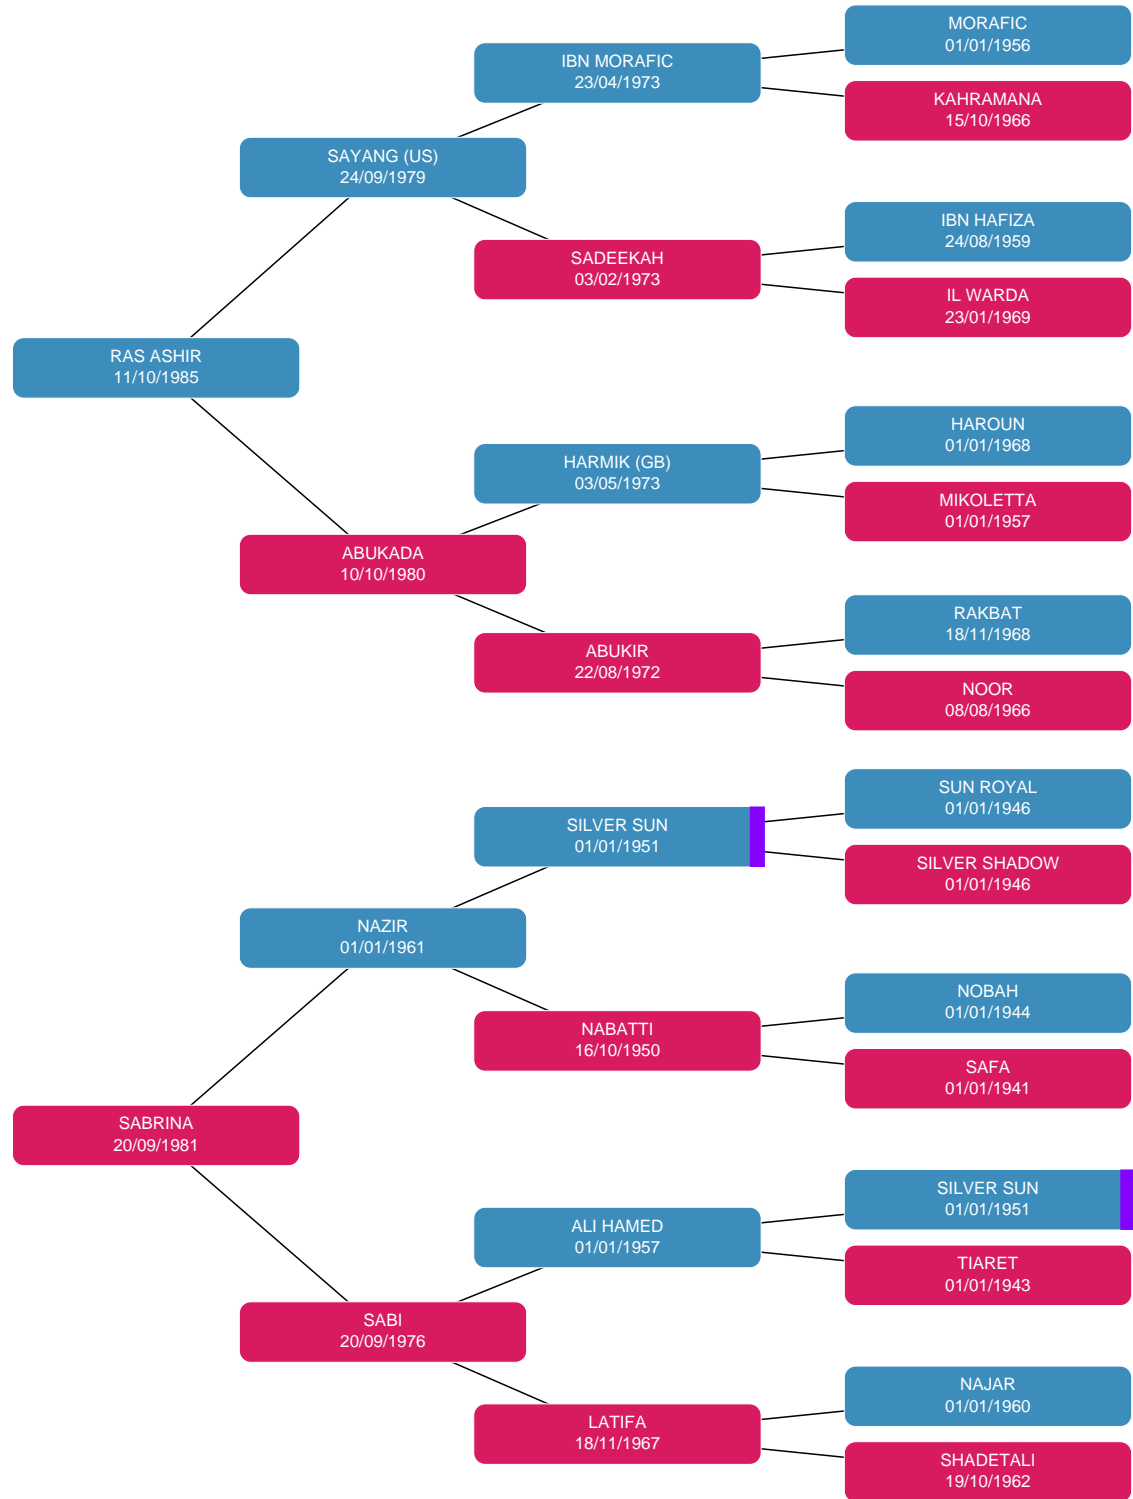 MORAFIC
01/01/1956
IBN MORAFIC
23/04/1973
KAHRAMANA
15/10/1966
SAYANG (US)
24/09/1979
IBN HAFIZA
24/08/1959
SADEEKAH
03/02/1973
IL WARDA
23/01/1969
RAS ASHIR
11/10/1985
HAROUN
01/01/1968
HARMIK (GB)
03/05/1973
MIKOLETTA
01/01/1957
ABUKADA
10/10/1980
RAKBAT
18/11/1968
ABUKIR
22/08/1972
NOOR
08/08/1966
SUN ROYAL
01/01/1946
SILVER SUN
01/01/1951
SILVER SHADOW
01/01/1946
NAZIR
01/01/1961
NOBAH
01/01/1944
NABATTI
16/10/1950
SAFA
01/01/1941
SABRINA
20/09/1981
SILVER SUN
01/01/1951
ALI HAMED
01/01/1957
TIARET
01/01/1943
SABI
20/09/1976
NAJAR
01/01/1960
LATIFA
18/11/1967
SHADETALI
19/10/1962